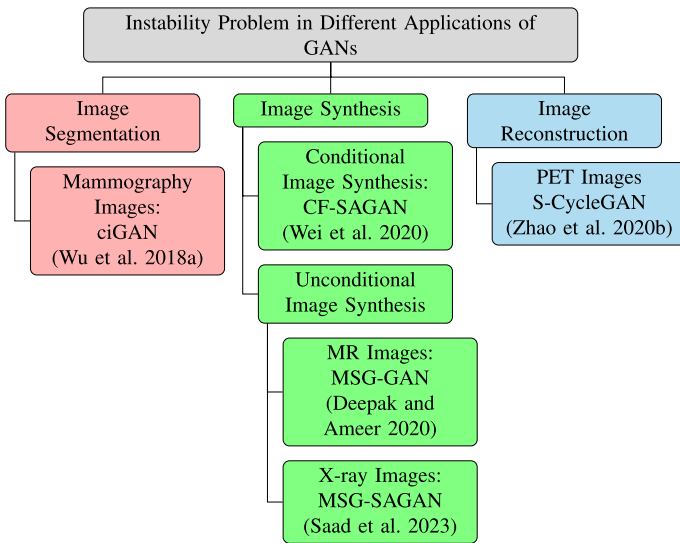 Instability Problem in Different Applications of
GANs
Image
Segmentation
Mammography
Images:
ciGAN
(Wu et al. 2018a)
Image Synthesis
Conditional
Image Synthesis:
CF-SAGAN
(Wei et al. 2020)
Unconditional
Image Synthesis
MR Images:
MSG-GAN
(Deepak and
Ameer 2020)
X-ray Images:
MSG-SAGAN
(Saad et al. 2023)
Image
Reconstruction
PET Images
S-CycleGAN
(Zhao et al. 2020b)